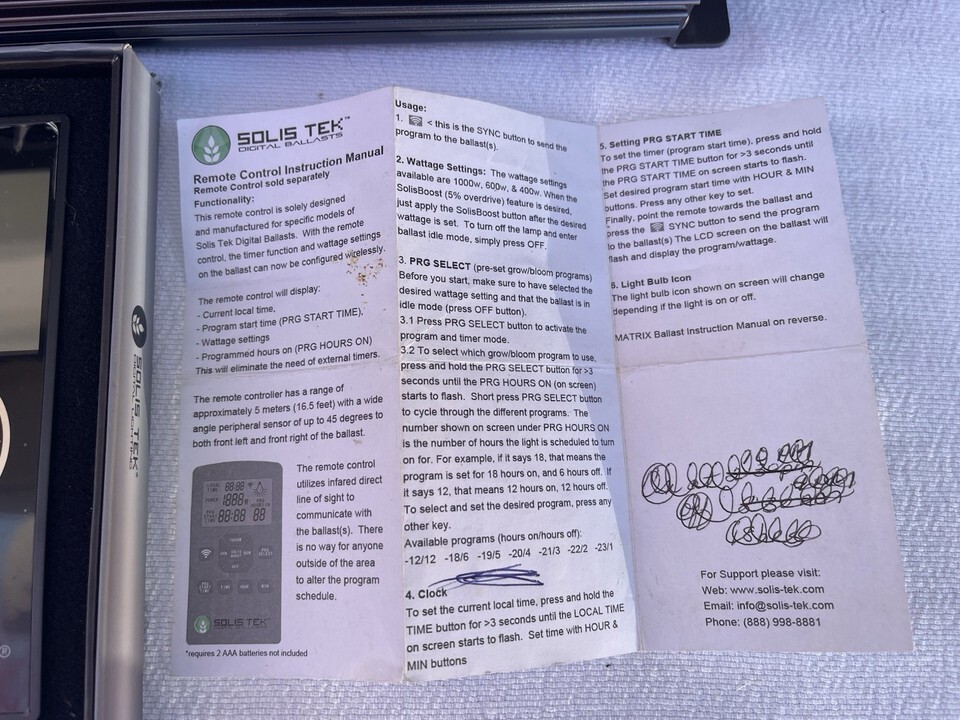 SOLIS TEK™
DIGITAL BALLASTS
Remote Control Instruction Manual
Remote Control sold separately
Functionality:
This remote control is solely designed
and manufactured for specific models of
Solis Tek Digital Ballasts. With the remote
control, the timer function and wattage settings
on the ballast can now be configured wirelessly.
The remote control will display:
- Current local time,
- Program start time (PRG START TIME),
- Wattage settings
- Programmed hours on (PRG HOURS ON)
This will eliminate the need of external timers.
The remote controller has a range of
approximately 5 meters (16.5 feet) with a wide
angle peripheral sensor of up to 45 degrees to
both front left and front right of the ballast.
The remote control
utilizes infared direct
line of sight to
communicate with
the ballast(s). There
is no way for anyone
outside of the area
to alter the program
schedule.
SOLIS TEK
*requires 2 AAA batteries not included
Usage:
1. < this is the SYNC button to send the
program to the ballast(s).
2. Wattage Settings: The wattage settings
available are 1000w, 600w, & 400w. When the
SolisBoost (5% overdrive) feature is desired,
just apply the SolisBoost button after the desired
wattage is set. To turn off the lamp and enter
ballast idle mode, simply press OFF.
3. PRG SELECT (pre-set grow/bloom programs)
Before you start, make sure to have selected the
desired wattage setting and that the ballast is in
idle mode (press OFF button).
3.1 Press PRG SELECT button to activate the
program and timer mode.
3.2 To select which grow/bloom program to use,
press and hold the PRG SELECT button for >3
seconds until the PRG HOURS ON (on screen)
starts to flash. Short press PRG SELECT button
to cycle through the different programs. The
number shown on screen under PRG HOURS ON
is the number of hours the light is scheduled to turn
on for. For example, if it says 18, that means the
program is set for 18 hours on, and 6 hours off. If
it says 12, that means 12 hours on, 12 hours off.
To select and set the desired program, press any
other key.
Available programs (hours on/hours off):
-12/12 -18/6 -19/5 -20/4 -21/3 -22/2 -23/1
4. Clock
To set the current local time, press and hold the
TIME button for >3 seconds until the LOCAL TIME
on screen starts to flash. Set time with HOUR &
MIN buttons
5. Setting PRG START TIME
To set the timer (program start time), press and hold
the PRG START TIME button for >3 seconds until
the PRG START TIME on screen starts to flash.
Set desired program start time with HOUR & MIN
buttons. Press any other key to set.
Finally, point the remote towards the ballast and
press the SYNC button to send the program
to the ballast(s) The LCD screen on the ballast will
flash and display the program/wattage.
6. Light Bulb Icon
The light bulb icon shown on screen will change
depending if the light is on or off.
MATRIX Ballast Instruction Manual on reverse.
For Support please visit:
Web: www.solis-tek.com
Email: info@solis-tek.com
Phone: (888) 998-8881
SOLIS TEK
DIGITAL LIGHTING